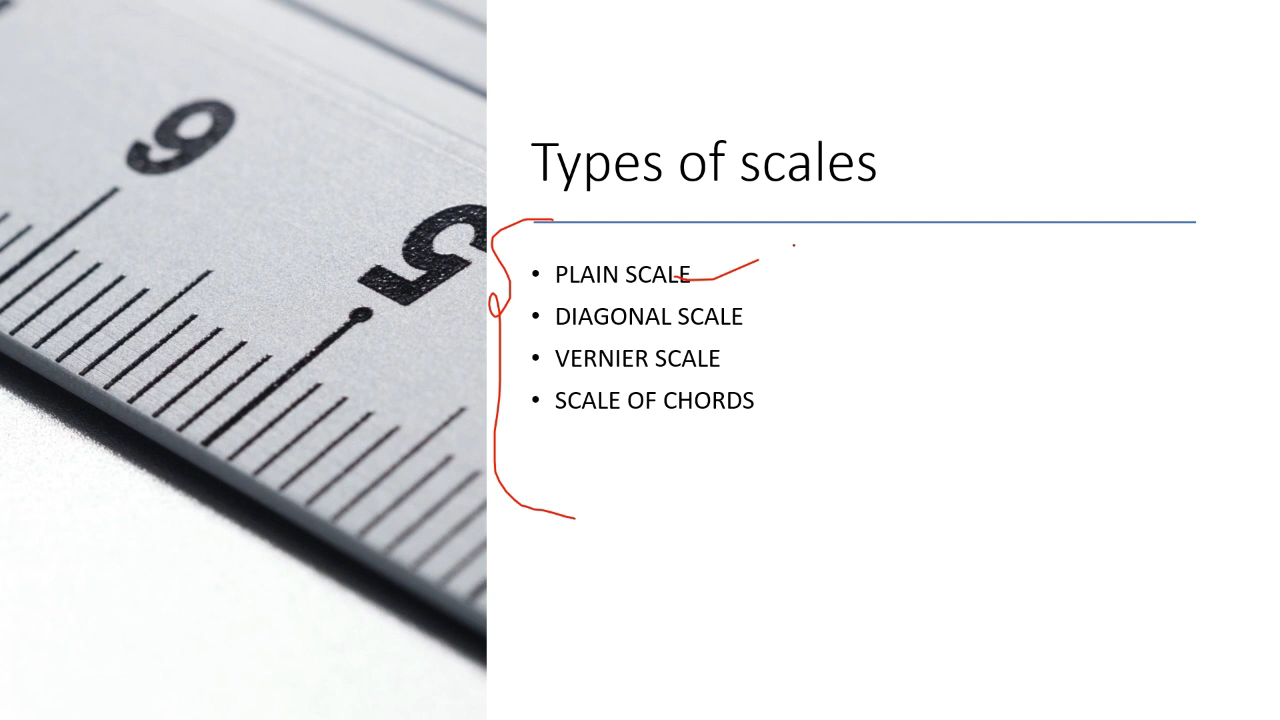 Types of scales
• PLAIN SCALE
• DIAGONAL SCALE
• VERNIER SCALE
• SCALE OF CHORDS
6
5